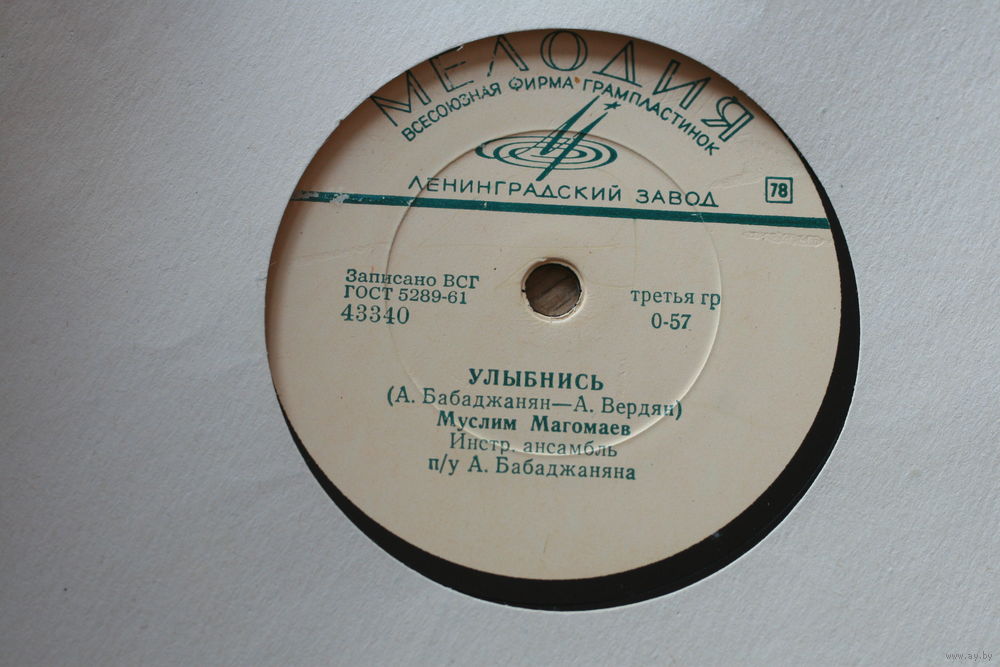 МЕЛОДИЯ
ВСЕСОЮЗНАЯ ФИРМА ГРАМПЛАСТИНОК
ЛЕНИНГРАДСКИЙ ЗАВОД
78
Записано ВСГ
ГОСТ 5289-61
43340
третья гр
0-57
УЛЫБНИСЬ
(А. Бабаджанян—А. Вердян)
Муслим Магомаев
Инстр. ансамбль
п/у А. Бабаджаняна
www.ay.by